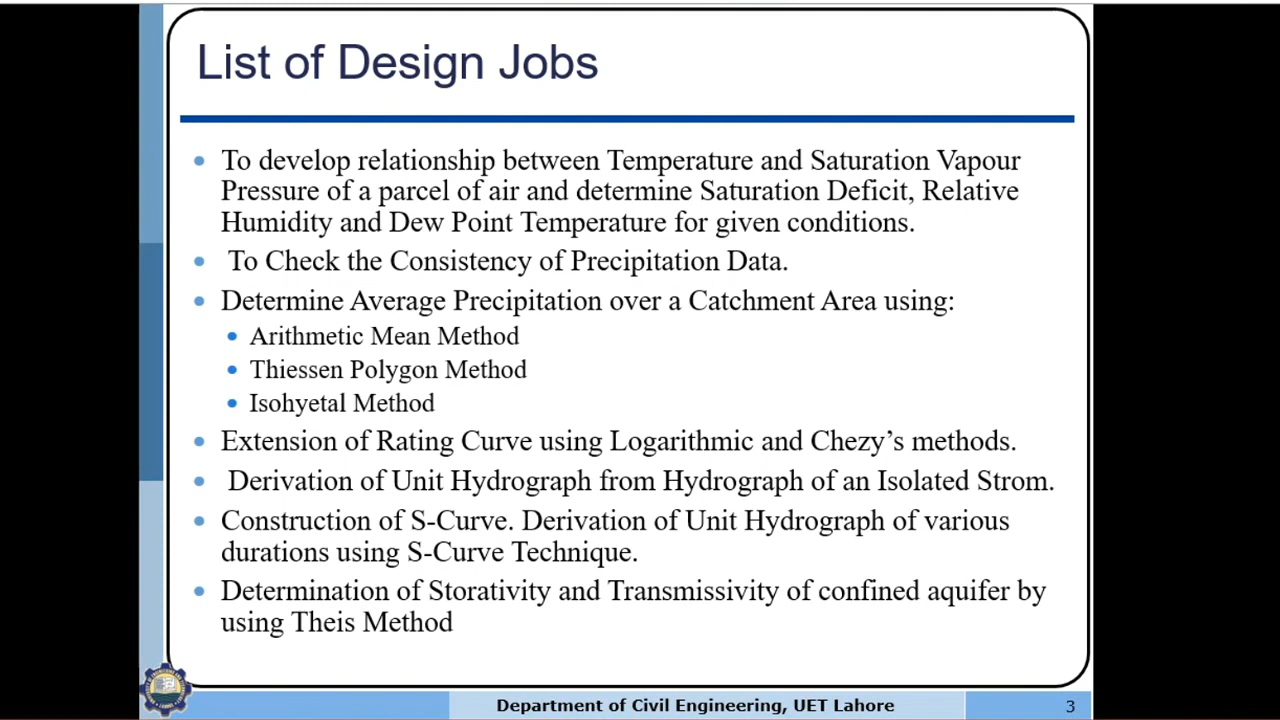 List of Design Jobs
• To develop relationship between Temperature and Saturation Vapour
Pressure of a parcel of air and determine Saturation Deficit, Relative
Humidity and Dew Point Temperature for given conditions.
• To Check the Consistency of Precipitation Data.
• Determine Average Precipitation over a Catchment Area using:
• Arithmetic Mean Method
• Thiessen Polygon Method
• Isohyetal Method
• Extension of Rating Curve using Logarithmic and Chezy’s methods.
• Derivation of Unit Hydrograph from Hydrograph of an Isolated Strom.
• Construction of S-Curve. Derivation of Unit Hydrograph of various
durations using S-Curve Technique.
• Determination of Storativity and Transmissivity of confined aquifer by
using Theis Method
Department of Civil Engineering, UET Lahore
3